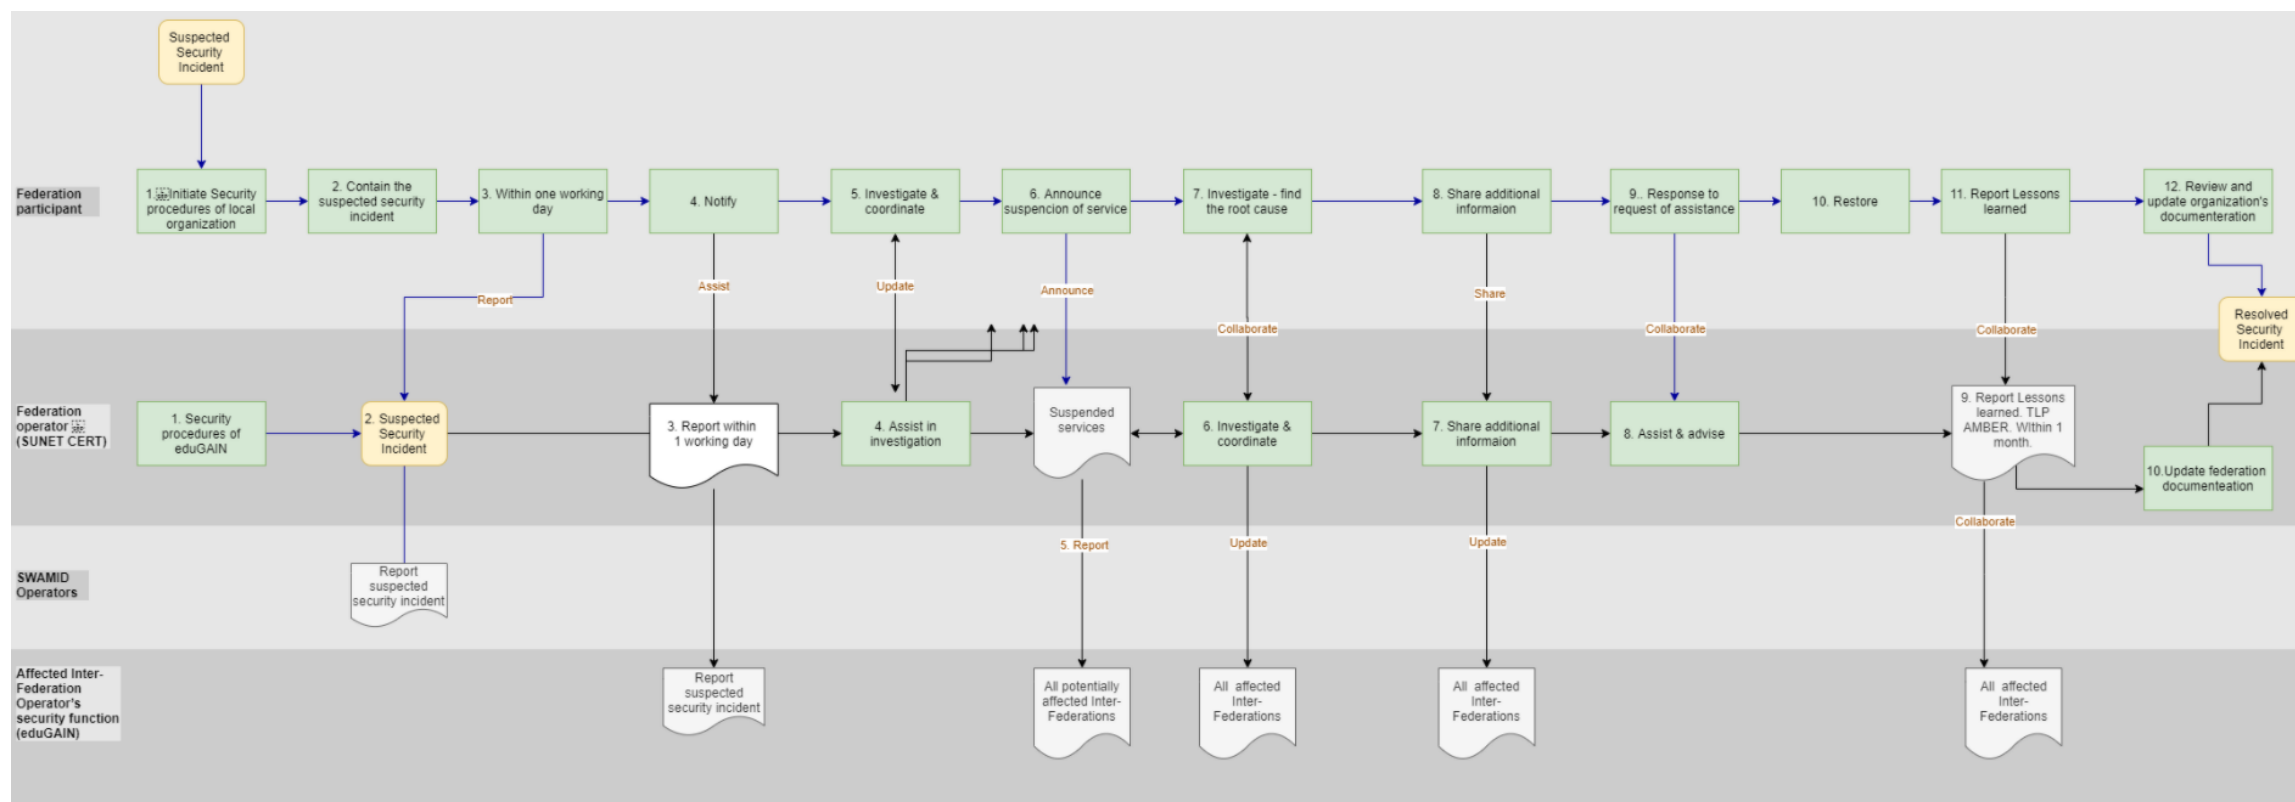 Suspected
Security
Incident
Federation
participant
1. Initiate Security
procedures of local
organization
2. Contain the
suspected security
incident
3. Within one working
day
4. Notify
5. Investigate &
coordinate
6. Announce
suspencion of service
7. Investigate - find
the root cause
8. Share additional
informaion
9.. Response to
request of assistance
10. Restore
11. Report Lessons
learned
12. Review and
update organization's
documenteration
Report
Assist
Update
Announce
Collaborate
Share
Collaborate
Collaborate
Resolved
Security
Incident
Federation
operator
(SUNET CERT)
1. Security
procedures of
eduGAIN
2. Suspected
Security
Incident
3. Report within
1 working day
4. Assist in
investigation
Suspended
services
6. Investigate &
coordinate
7. Share additional
informaion
8. Assist & advise
9. Report Lessons
learned. TLP
AMBER. WIthin 1
month.
10.Update federation
documenteation
5. Report
Update
Update
Collaborate
SWAMID
Operators
Report
suspected
security incident
Affected Inter-
Federation
Operator's
security function
(eduGAIN)
Report
suspected
security incident
All potentially
affected Inter-
Federations
All affected
Inter-
Federations
All affected
Inter-
Federations
All affected
Inter-
Federations